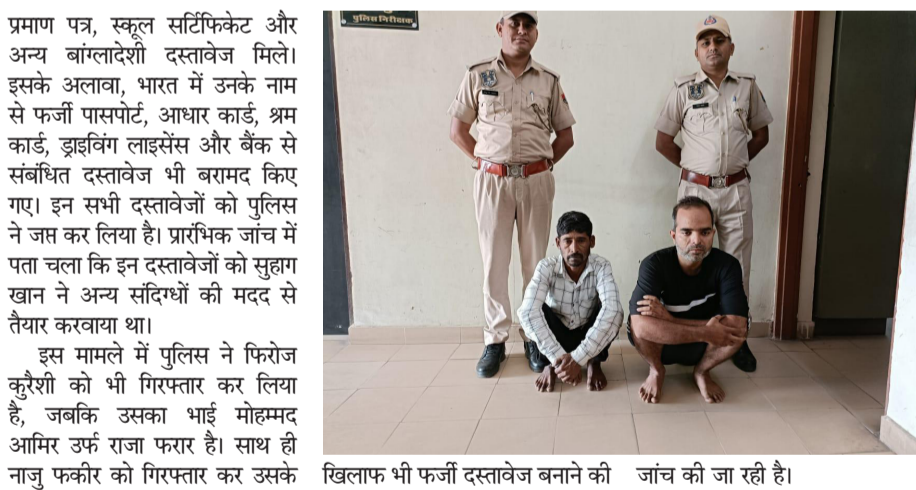 प्रमाण पत्र, स्कूल सर्टिफिकेट और
अन्य बांग्लादेशी दस्तावेज मिले।
इसके अलावा, भारत में उनके नाम
से फर्जी पासपोर्ट, आधार कार्ड, श्रम
कार्ड, ड्राइविंग लाइसेंस और बैंक से
संबंधित दस्तावेज भी बरामद किए
गए। इन सभी दस्तावेजों को पुलिस
ने जप्त कर लिया है। प्रारंभिक जांच में
पता चला कि इन दस्तावेजों को सुहाग
खान ने अन्य संदिग्धों की मदद से
तैयार करवाया था।
इस मामले में पुलिस ने फिरोज
कुरैशी को भी गिरफ्तार कर लिया
है, जबकि उसका भाई मोहम्मद
आमिर उर्फ राजा फरार है। साथ ही
नाजु फकीर को गिरफ्तार कर उसके
पुलिस निरीक्षक
खिलाफ भी फर्जी दस्तावेज बनाने की
जांच की जा रही है।